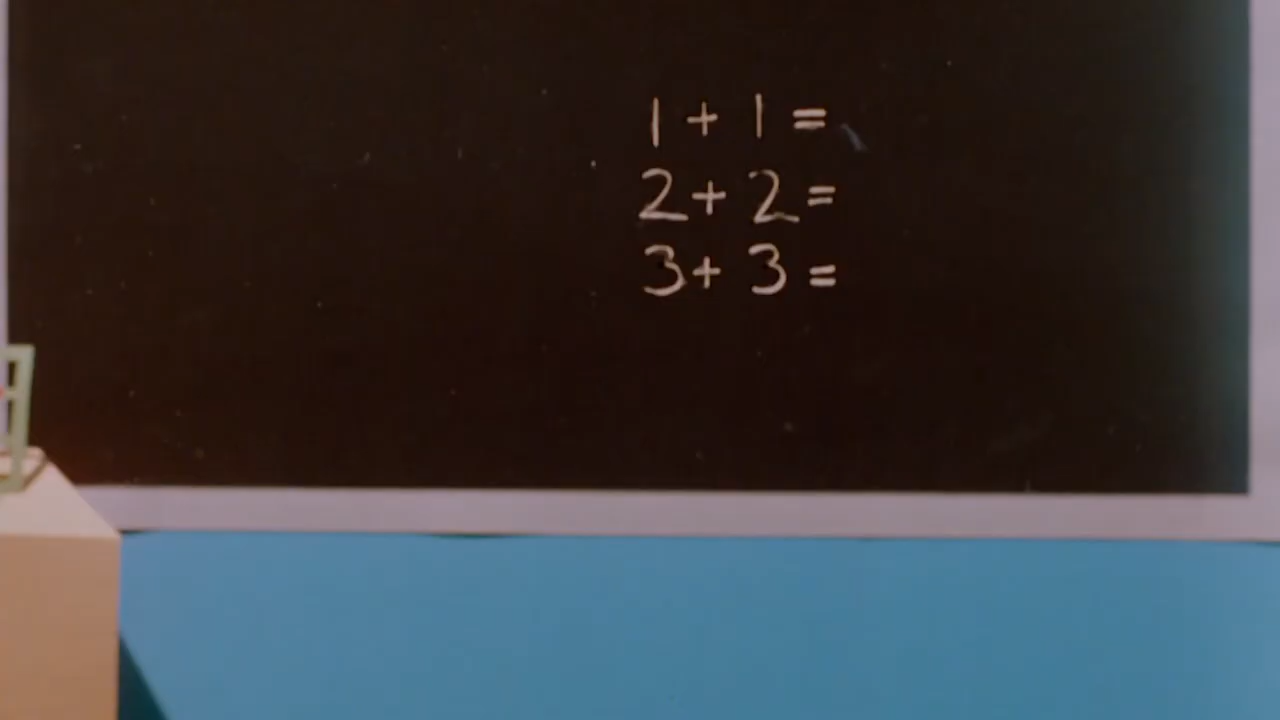 1 + 1 =
2 + 2 =
3 + 3 =